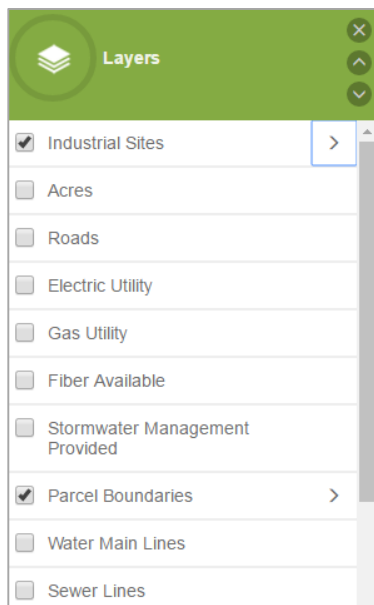 Layers
Industrial Sites
Acres
Roads
Electric Utility
Gas Utility
Fiber Available
Stormwater Management
Provided
Parcel Boundaries
Water Main Lines
Sewer Lines